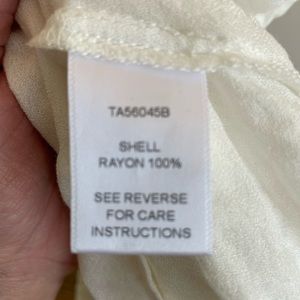 TA56045B
SHELL
RAYON 100%
SEE REVERSE
FOR CARE
INSTRUCTIONS